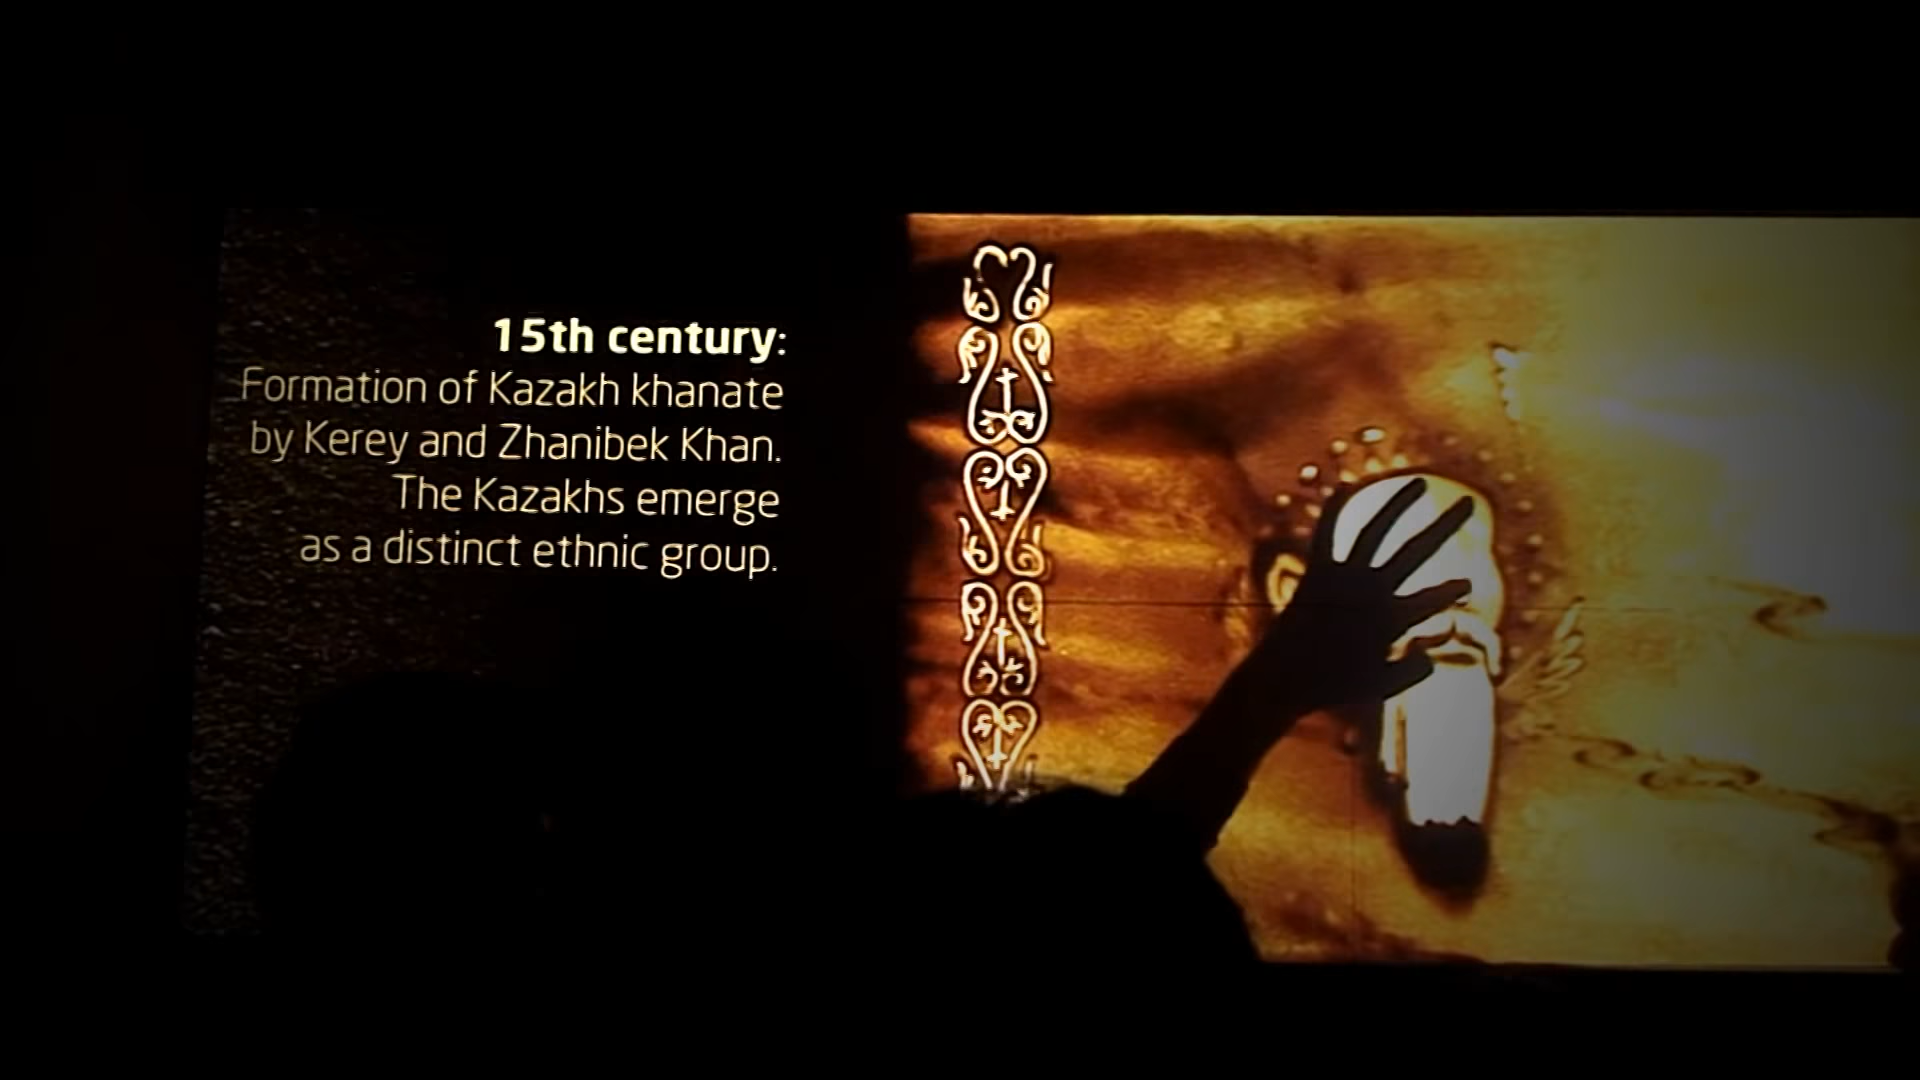 15th century:
Formation of Kazakh khanate
by Kerey and Zhanibek Khan.
The Kazakhs emerge
as a distinct ethnic group.